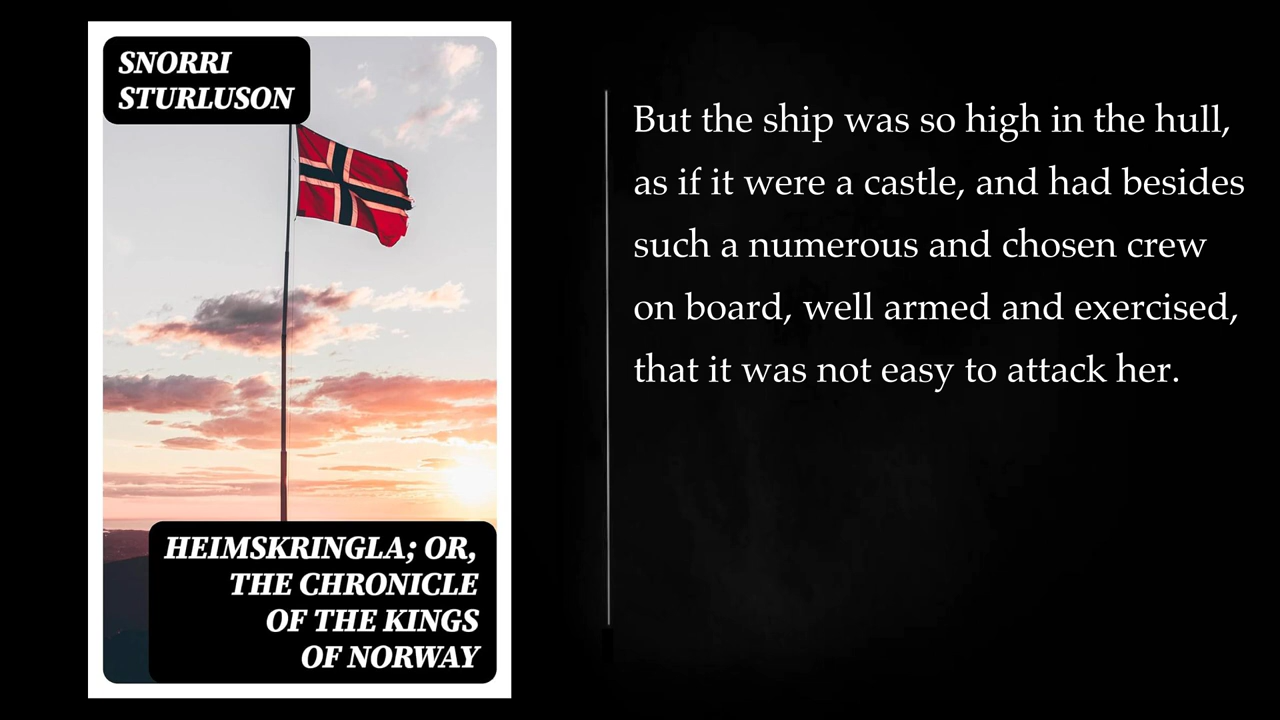 SNORRI
STURLUSON
HEIMSKRINGLA; OR,
THE CHRONICLE
OF THE KINGS
OF NORWAY
But the ship was so high in the hull,
as if it were a castle, and had besides
such a numerous and chosen crew
on board, well armed and exercised,
that it was not easy to attack her.